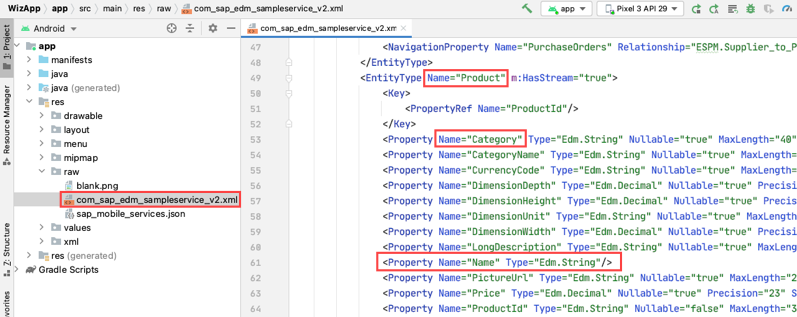 WizApp
app
src
main
res
raw
com_sap_edm_sampleservice_v2.xml
app
Pixel 3 API 29
1: Project
Resource Manager
Z: Structure
Android
app
manifests
java
java (generated)
res
drawable
layout
menu
mipmap
raw
blank.png
com_sap_edm_sampleservice_v2.xml
sap_mobile_services.json
values
xml
res (generated)
Gradle Scripts
com_sap_edm_sampleservice_v2.xml
47 <NavigationProperty Name="PurchaseOrders" Relationship="ESPM.Supplier_to_P
48 </EntityType>
49 <EntityType Name="Product" m:HasStream="true">
50 <Key>
51 <PropertyRef Name="ProductId"/>
52 </Key>
53 <Property Name="Category" Type="Edm.String" Nullable="true" MaxLength="40"
54 <Property Name="CategoryName" Type="Edm.String" Nullable="true" MaxLength=
55 <Property Name="CurrencyCode" Type="Edm.String" Nullable="true" MaxLength=
56 <Property Name="DimensionDepth" Type="Edm.Decimal" Nullable="true" Precisi
57 <Property Name="DimensionHeight" Type="Edm.Decimal" Nullable="true" Precis
58 <Property Name="DimensionUnit" Type="Edm.String" Nullable="true" MaxLength
59 <Property Name="DimensionWidth" Type="Edm.Decimal" Nullable="true" Precisi
60 <Property Name="LongDescription" Type="Edm.String" Nullable="true" MaxLeng
61 <Property Name="Name" Type="Edm.String"/>
62 <Property Name="PictureUrl" Type="Edm.String" Nullable="true" MaxLength="2
63 <Property Name="Price" Type="Edm.Decimal" Nullable="true" Precision="23" S
64 <Property Name="ProductId" Type="Edm.String" Nullable="false" MaxLength="3